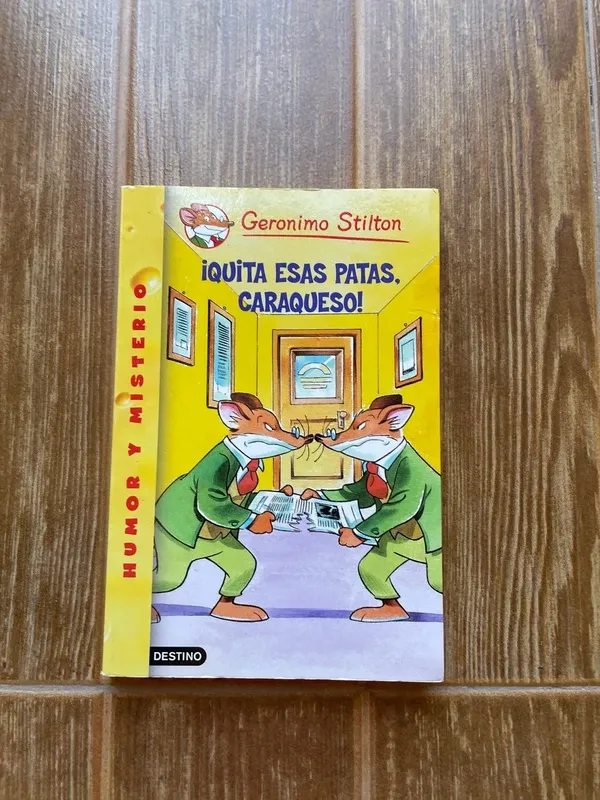 Geronimo Stilton
¡QUITA ESAS PATAS,
CARAQUESO!
HUMOR Y MISTERIO
DESTINO